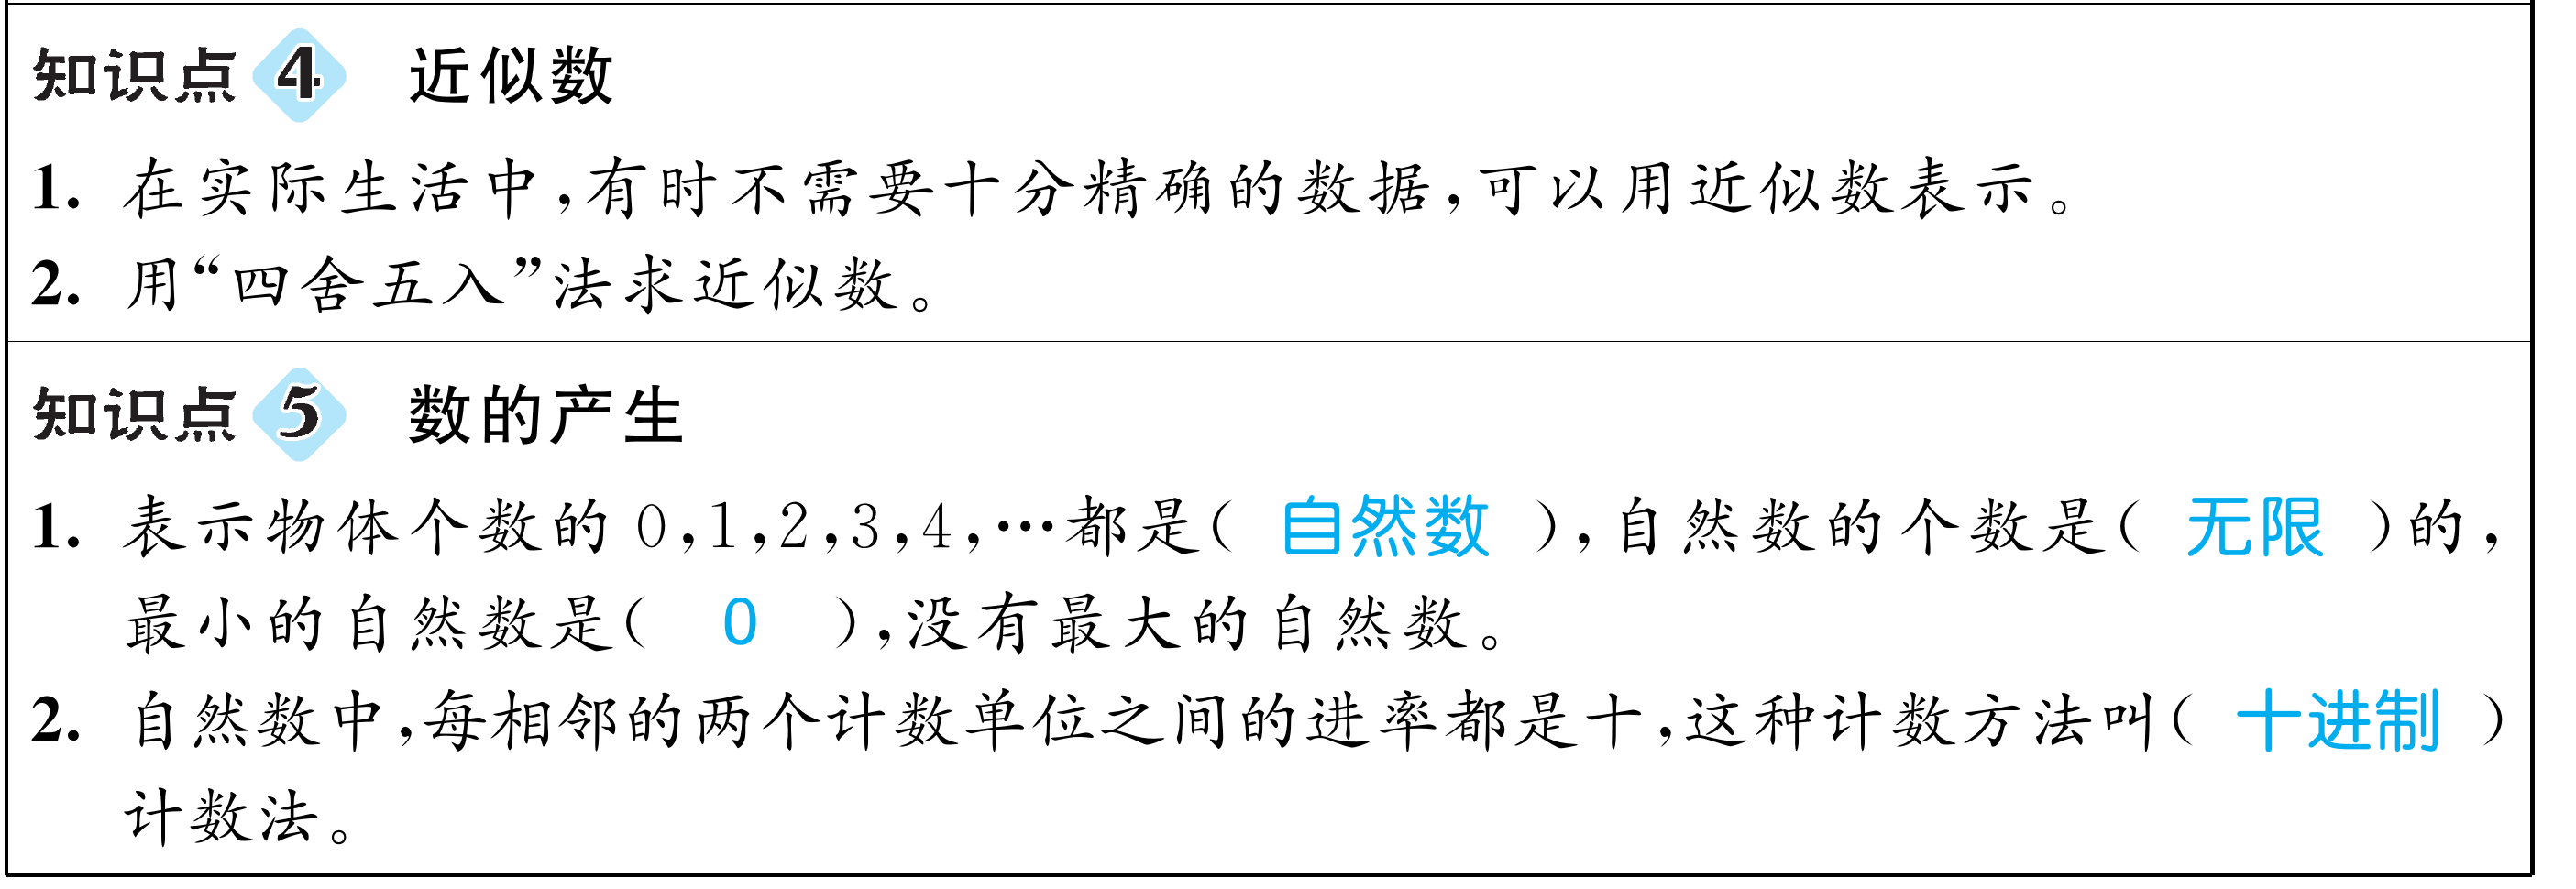 知识点4 近似数
1. 在实际生活中,有时不需要十分精确的数据,可以用近似数表示。
2. 用“四舍五入”法求近似数。
知识点5 数的产生
1. 表示物体个数的 0,1,2,3,4,…都是( 自然数 ),自然数的个数是( 无限 )的,
最小的自然数是( 0 ),没有最大的自然数。
2. 自然数中,每相邻的两个计数单位之间的进率都是十,这种计数方法叫( 十进制 )
计数法。